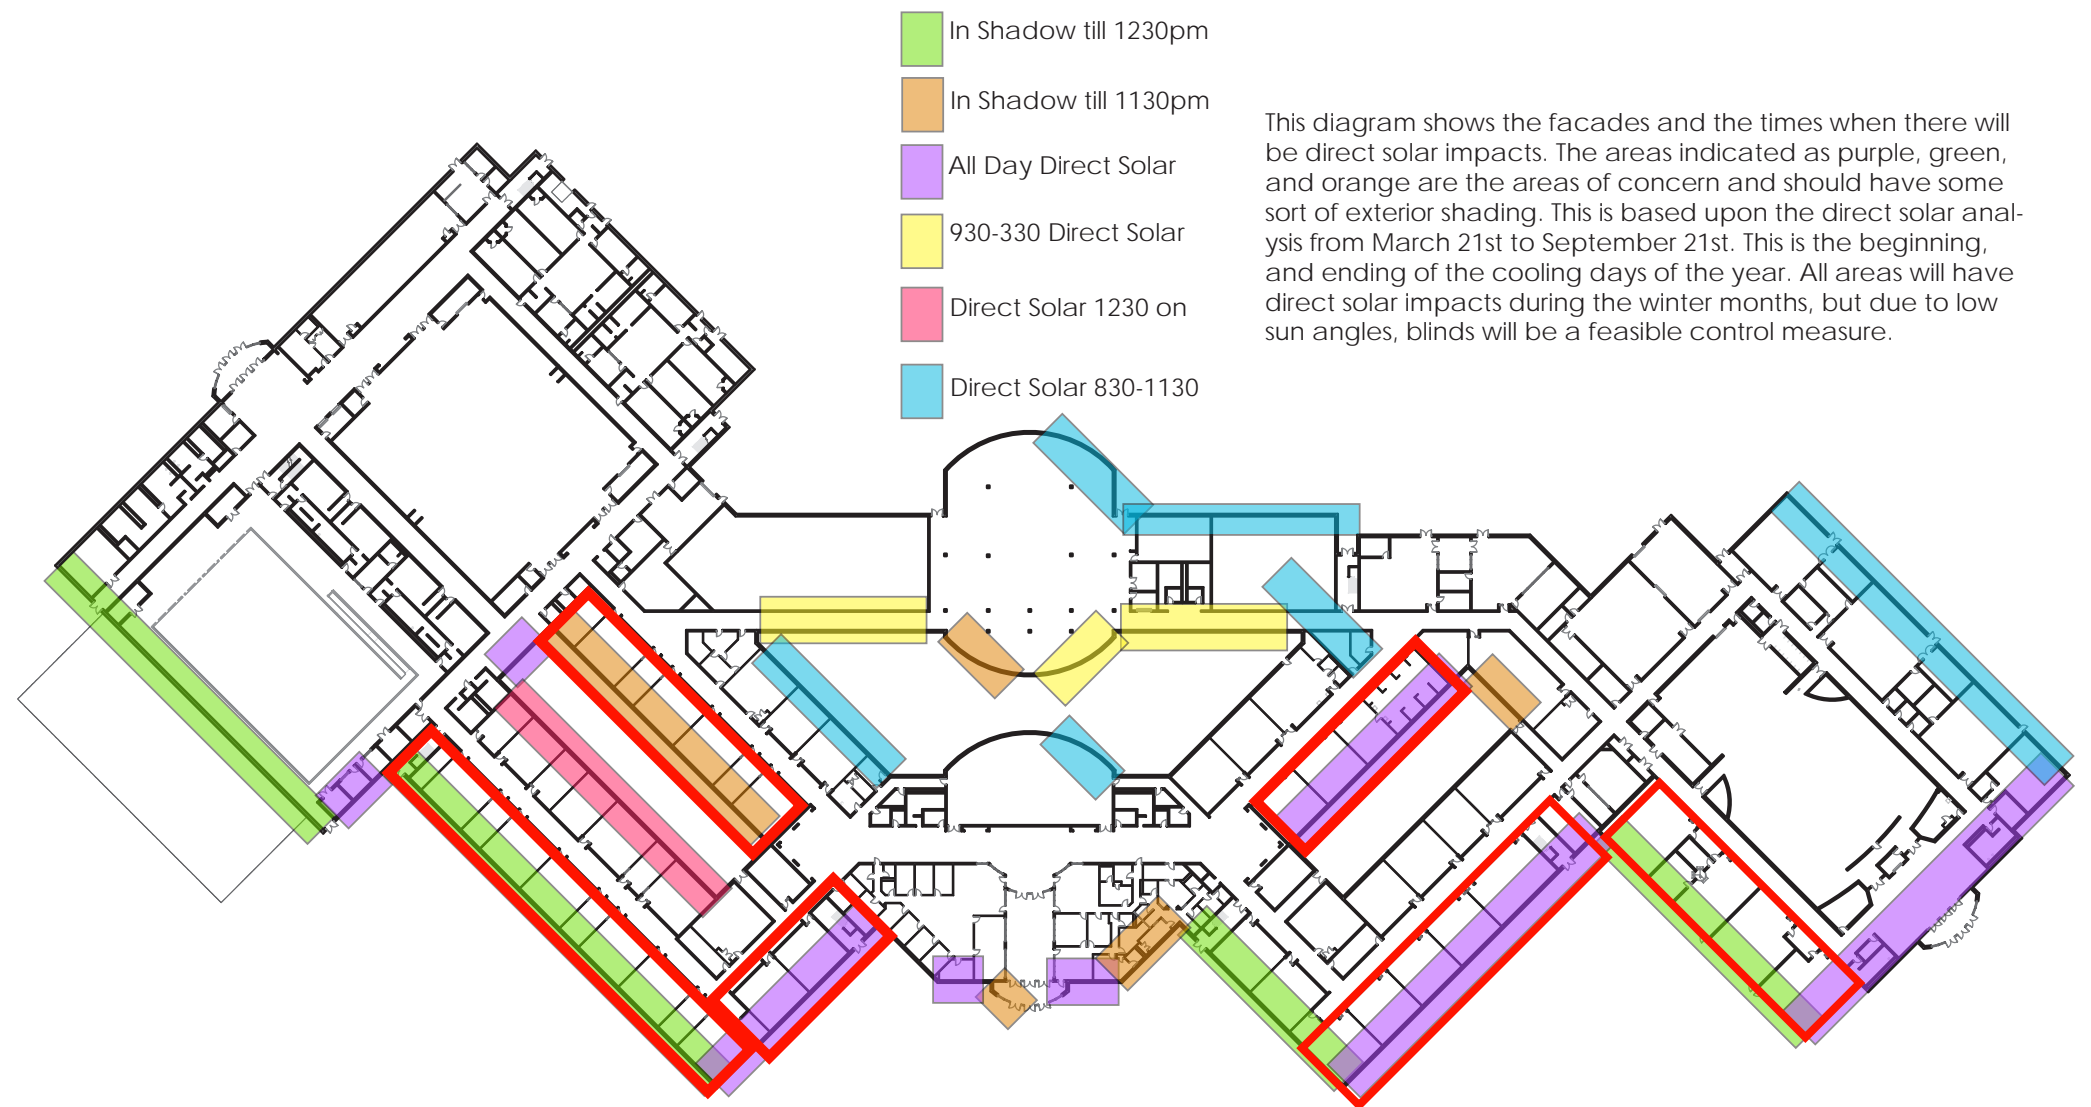 In Shadow till 1230pm
In Shadow till 1130pm
All Day Direct Solar
930-330 Direct Solar
Direct Solar 1230 on
Direct Solar 830-1130
This diagram shows the facades and the times when there will
be direct solar impacts. The areas indicated as purple, green,
and orange are the areas of concern and should have some
sort of exterior shading. This is based upon the direct solar anal-
ysis from March 21st to September 21st. This is the beginning,
and ending of the cooling days of the year. All areas will have
direct solar impacts during the winter months, but due to low
sun angles, blinds will be a feasible control measure.